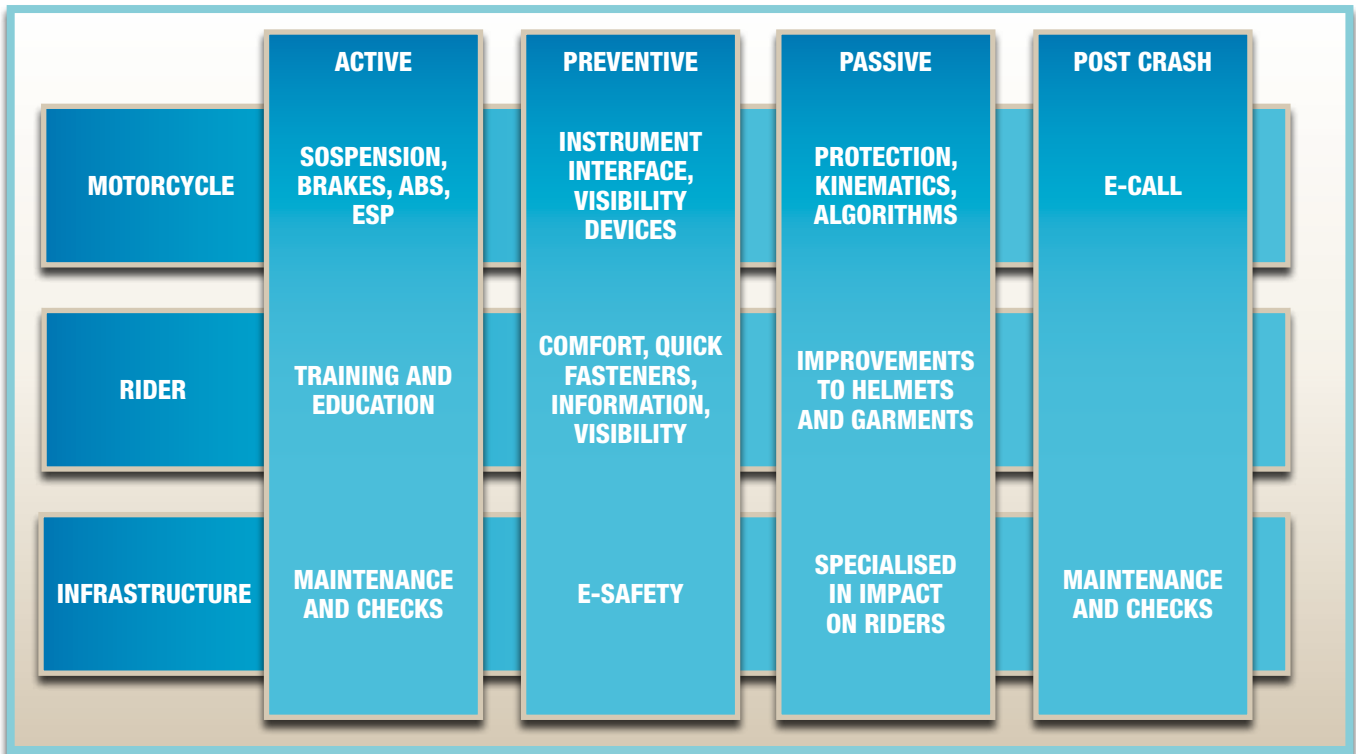 ACTIVE
PREVENTIVE
PASSIVE
POST CRASH
MOTORCYCLE
SOSPENSION,
BRAKES, ABS,
ESP
INSTRUMENT
INTERFACE,
VISIBILITY
DEVICES
PROTECTION,
KINEMATICS,
ALGORITHMS
E-CALL
RIDER
TRAINING AND
EDUCATION
COMFORT, QUICK
FASTENERS,
INFORMATION,
VISIBILITY
IMPROVEMENTS
TO HELMETS
AND GARMENTS
INFRASTRUCTURE
MAINTENANCE
AND CHECKS
E-SAFETY
SPECIALISED
IN IMPACT
ON RIDERS
MAINTENANCE
AND CHECKS